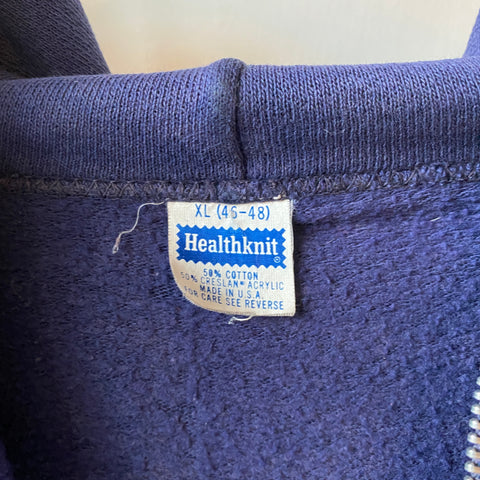 XL (46-48)
Healthknit®
50% COTTON
50% CRESLAN® ACRYLIC
MADE IN U.S.A.
FOR CARE SEE REVERSE